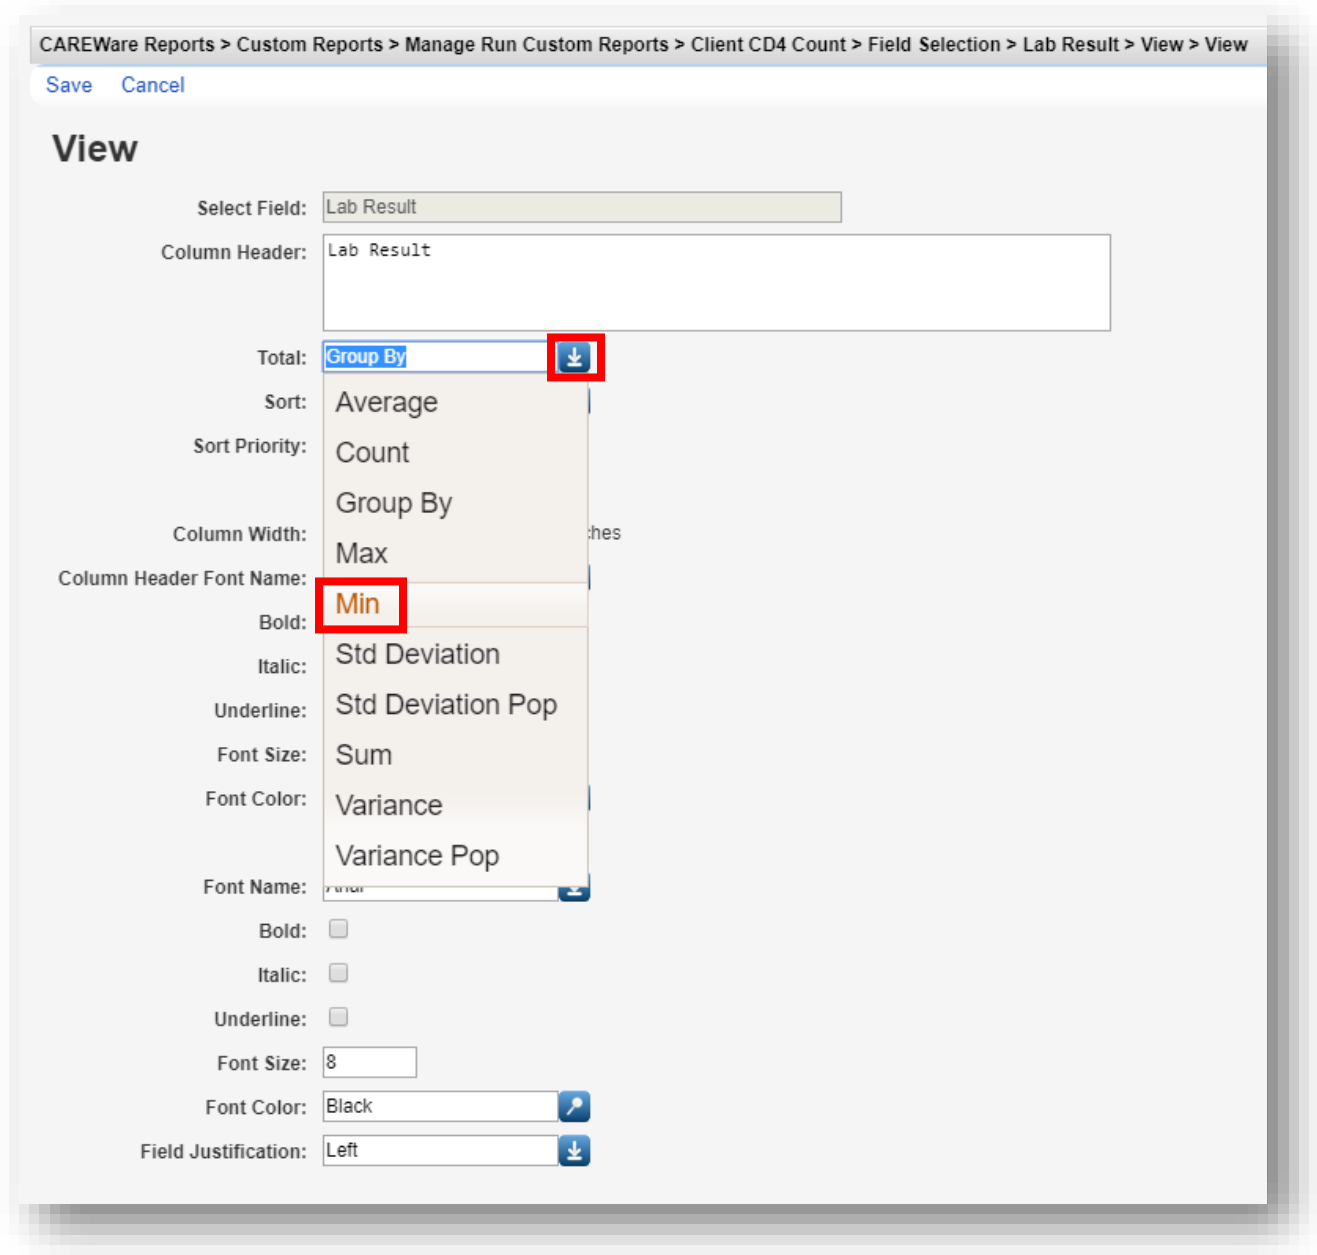 CAREWare Reports > Custom Reports > Manage Run Custom Reports > Client CD4 Count > Field Selection > Lab Result > View > View
Save Cancel
View
Select Field: Lab Result
Column Header: Lab Result
Total: Group By
Sort: Average
Sort Priority: Count
Group By
Column Width:
Max
Column Header Font Name:
Min
Bold:
Italic: Std Deviation
Underline: Std Deviation Pop
Font Size: Sum
Font Color: Variance
Variance Pop
Font Name:
Bold:
Italic:
Underline:
Font Size: 8
Font Color: Black
Field Justification: Left